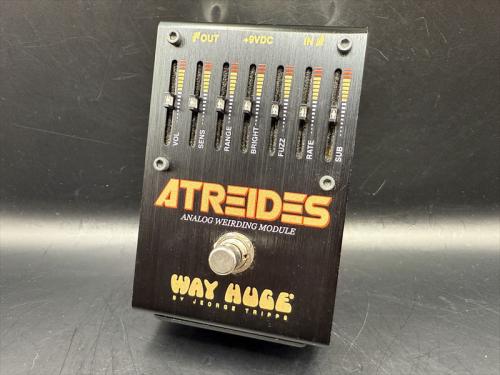 OUT +9VDC IN
VOL SENS RANGE BRIGHT FUZZ RATE SUB
ATREIDES
ANALOG WEIRDING MODULE
WAY HUGE®
BY JEORGE TRIPPS